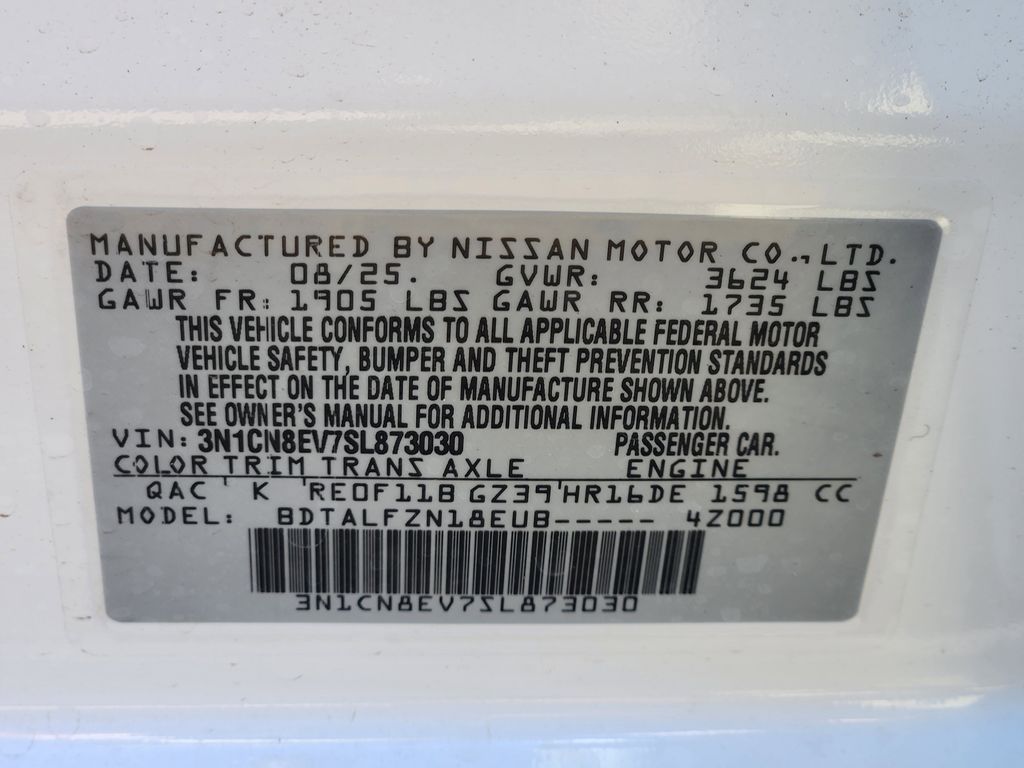 MANUFACTURED BY NISSAN MOTOR CO.,LTD.
DATE: 08/25. GVWR: 3624 LBS
GAWR FR: 1905 LBS GAWR RR: 1735 LBS
THIS VEHICLE CONFORMS TO ALL APPLICABLE FEDERAL MOTOR
VEHICLE SAFETY, BUMPER AND THEFT PREVENTION STANDARDS
IN EFFECT ON THE DATE OF MANUFACTURE SHOWN ABOVE.
SEE OWNER'S MANUAL FOR ADDITIONAL INFORMATION.
VIN: 3N1CN8EV7SL873030 PASSENGER CAR.
COLOR TRIM TRANS AXLE ENGINE
QAC K RE0F11B GZ39 HR16DE 1598 CC
MODEL: BDTALFZN18EUB----- 4Z000
3N1CN8EV7SL873030